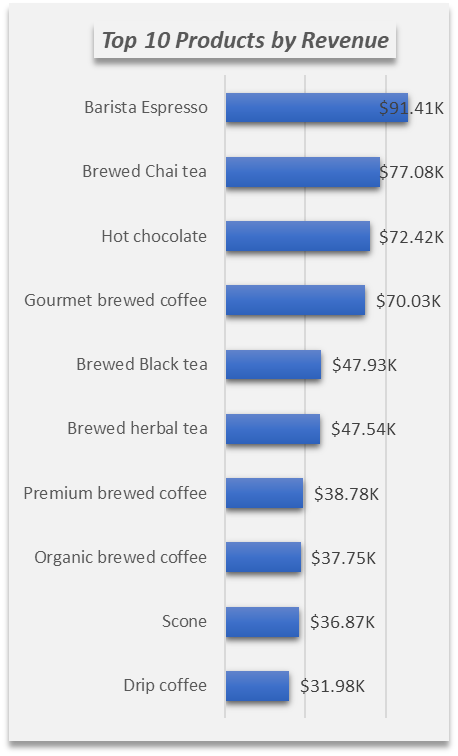 Top 10 Products by Revenue
Barista Espresso $91.41K
Brewed Chai tea $77.08K
Hot chocolate $72.42K
Gourmet brewed coffee $70.03K
Brewed Black tea $47.93K
Brewed herbal tea $47.54K
Premium brewed coffee $38.78K
Organic brewed coffee $37.75K
Scone $36.87K
Drip coffee $31.98K